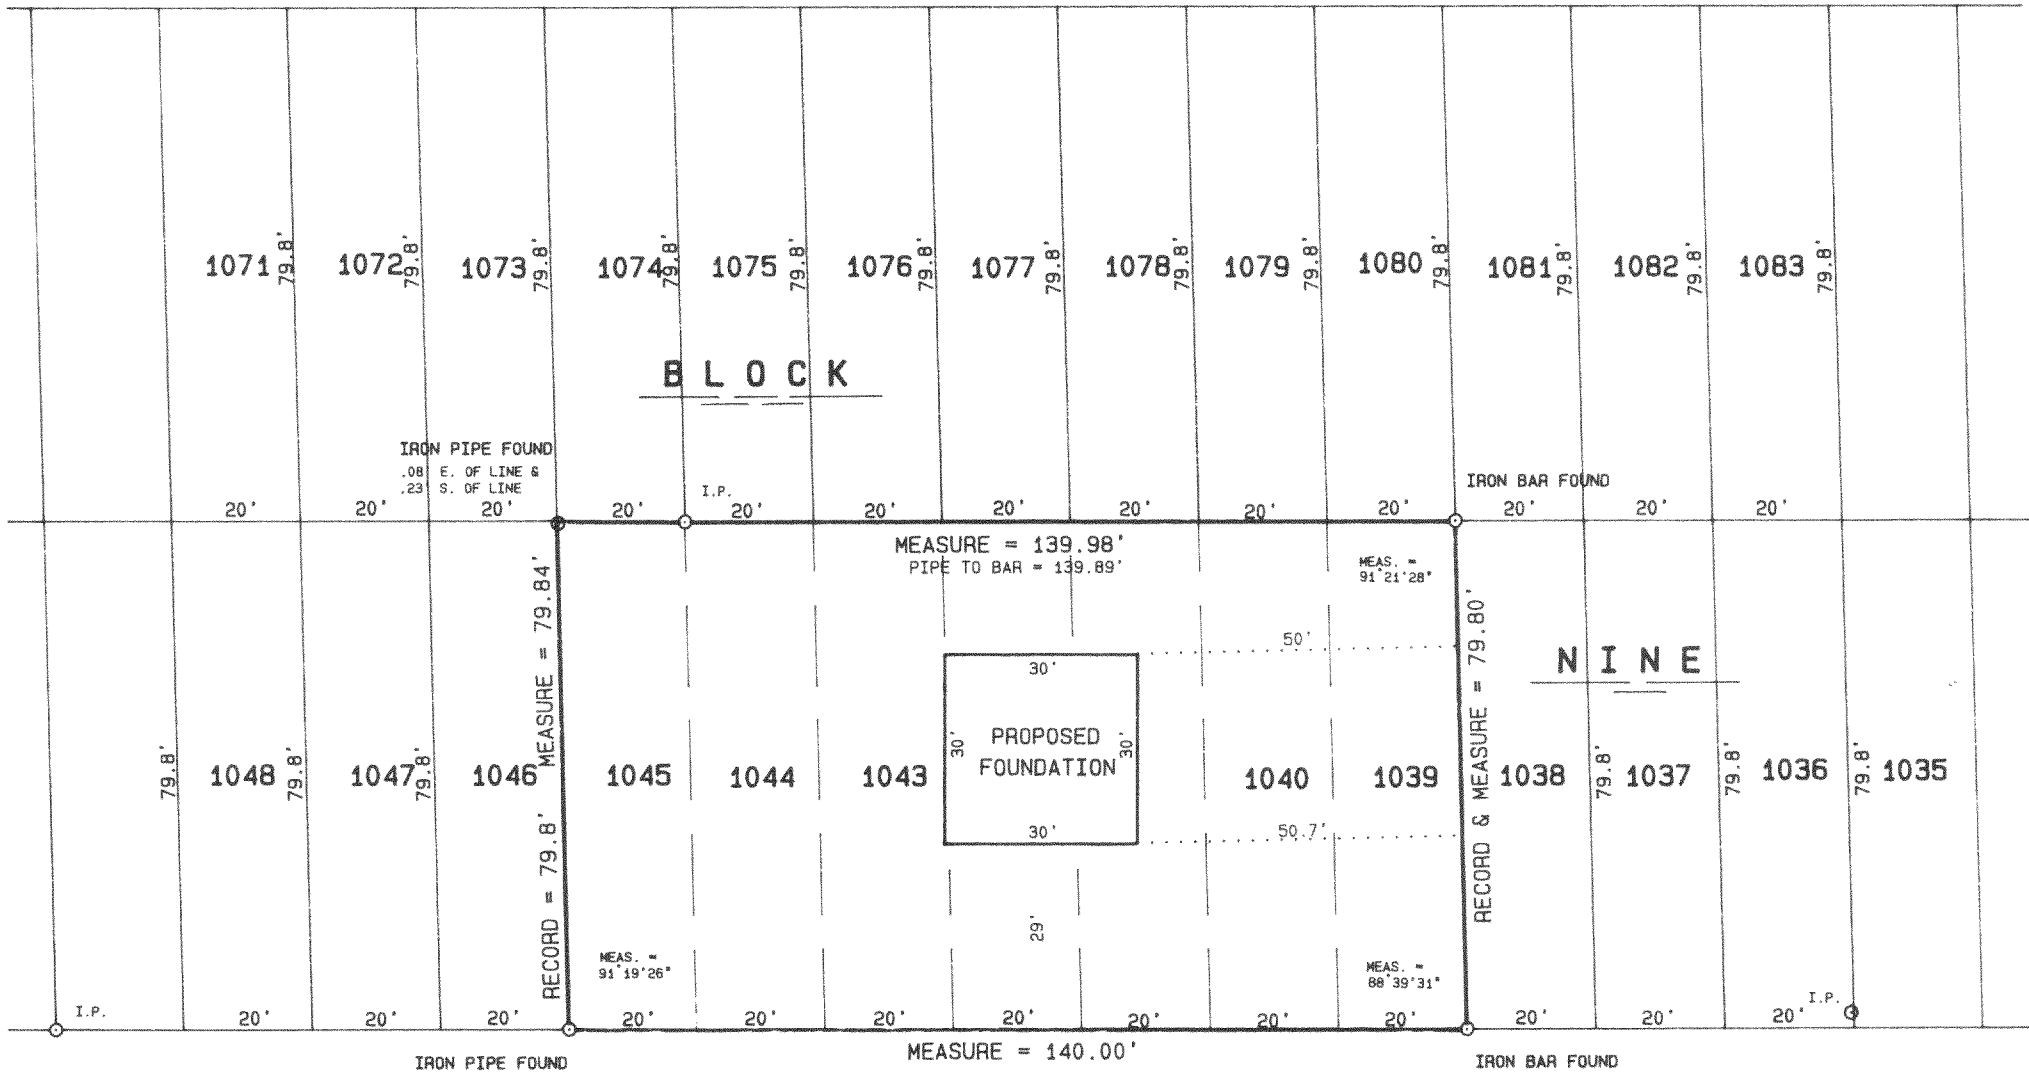 1071 79.8' 1072 79.8' 1073 79.8' 1074 79.8' 1075 79.8' 1076 79.8' 1077 79.8' 1078 79.8' 1079 79.8' 1080 79.8' 1081 79.8' 1082 79.8' 1083 79.8'
BLOCK
IRON PIPE FOUND
.08' E. OF LINE &
.23' S. OF LINE
I.P.
IRON BAR FOUND
20' 20' 20' 20' 20' 20' 20' 20' 20' 20' 20' 20' 20'
MEASURE = 139.98'
PIPE TO BAR = 139.89'
MEAS. =
91°21'28"
RECORD = 79.8' MEASURE = 79.84'
RECORD & MEASURE = 79.80'
50'
30'
NINE
30'
PROPOSED
FOUNDATION
30'
79.8' 1048 79.8' 1047 79.8' 1046 1045 1044 1043 1040 1039 1038 79.8' 1037 79.8' 1036 79.8' 1035
30'
50.7'
29'
MEAS. =
91°19'26"
MEAS. =
88°39'31"
I.P.
I.P.
20' 20' 20' 20' 20' 20' 20' 20' 20' 20' 20' 20' 20'
MEASURE = 140.00'
IRON PIPE FOUND
IRON BAR FOUND